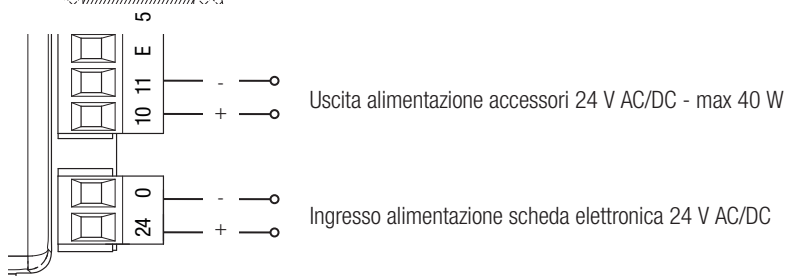 5
E
11 -
10 +
Uscita alimentazione accessori 24 V AC/DC - max 40 W
0 -
24 +
Ingresso alimentazione scheda elettronica 24 V AC/DC